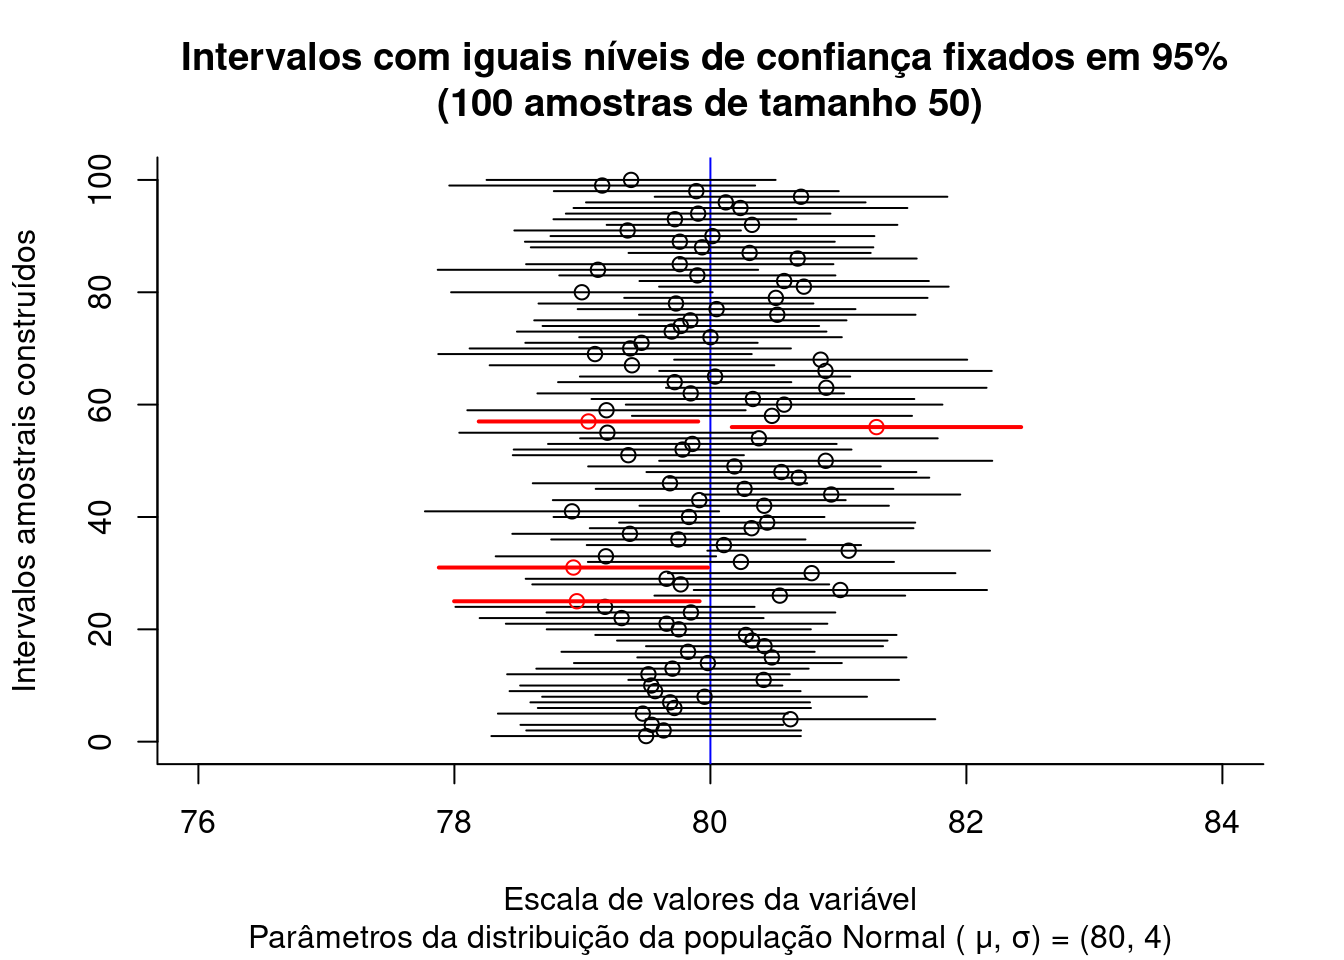 Intervalos com iguais níveis de confiança fixados em 95%
(100 amostras de tamanho 50)
Intervalos amostrais construídos
100
80
60
40
20
0
76 78 80 82 84
Escala de valores da variável
Parâmetros da distribuição da população Normal ( μ, σ) = (80, 4)